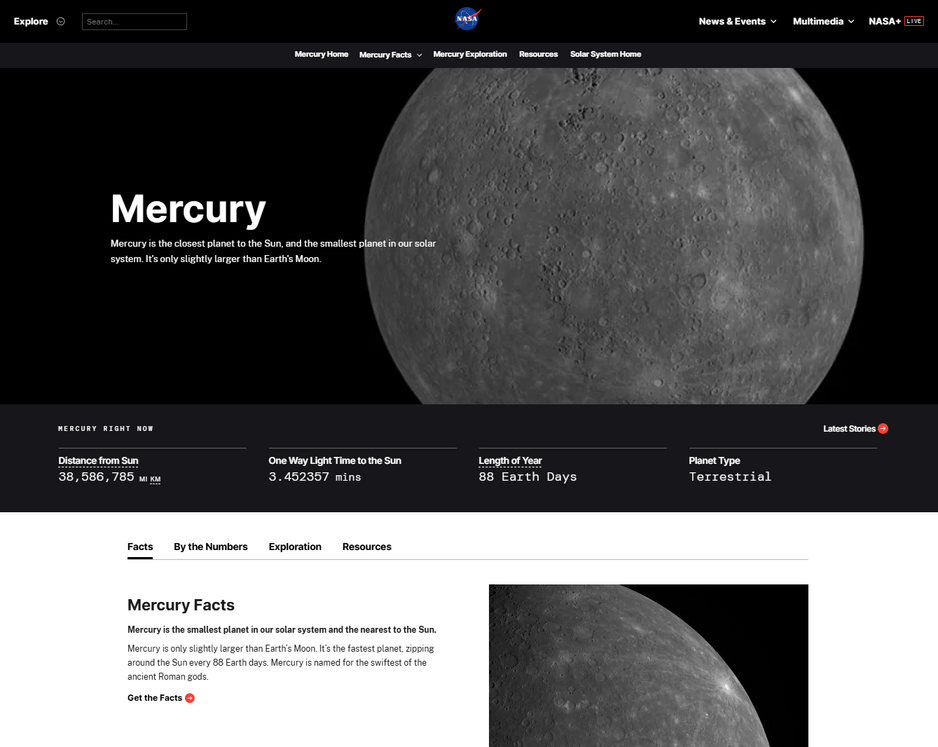 Explore
Search...
NASA
News & Events
Multimedia
NASA+ LIVE
Mercury Home
Mercury Facts
Mercury Exploration
Resources
Solar System Home
Mercury
Mercury is the closest planet to the Sun, and the smallest planet in our solar
system. It's only slightly larger than Earth's Moon.
MERCURY RIGHT NOW
Latest Stories
Distance from Sun
38,586,785 MI KM
One Way Light Time to the Sun
3.452357 mins
Length of Year
88 Earth Days
Planet Type
Terrestrial
Facts
By the Numbers
Exploration
Resources
Mercury Facts
Mercury is the smallest planet in our solar system and the nearest to the Sun.
Mercury is only slightly larger than Earth's Moon. It's the fastest planet, zipping
around the Sun every 88 Earth days. Mercury is named for the swiftest of the
ancient Roman gods.
Get the Facts